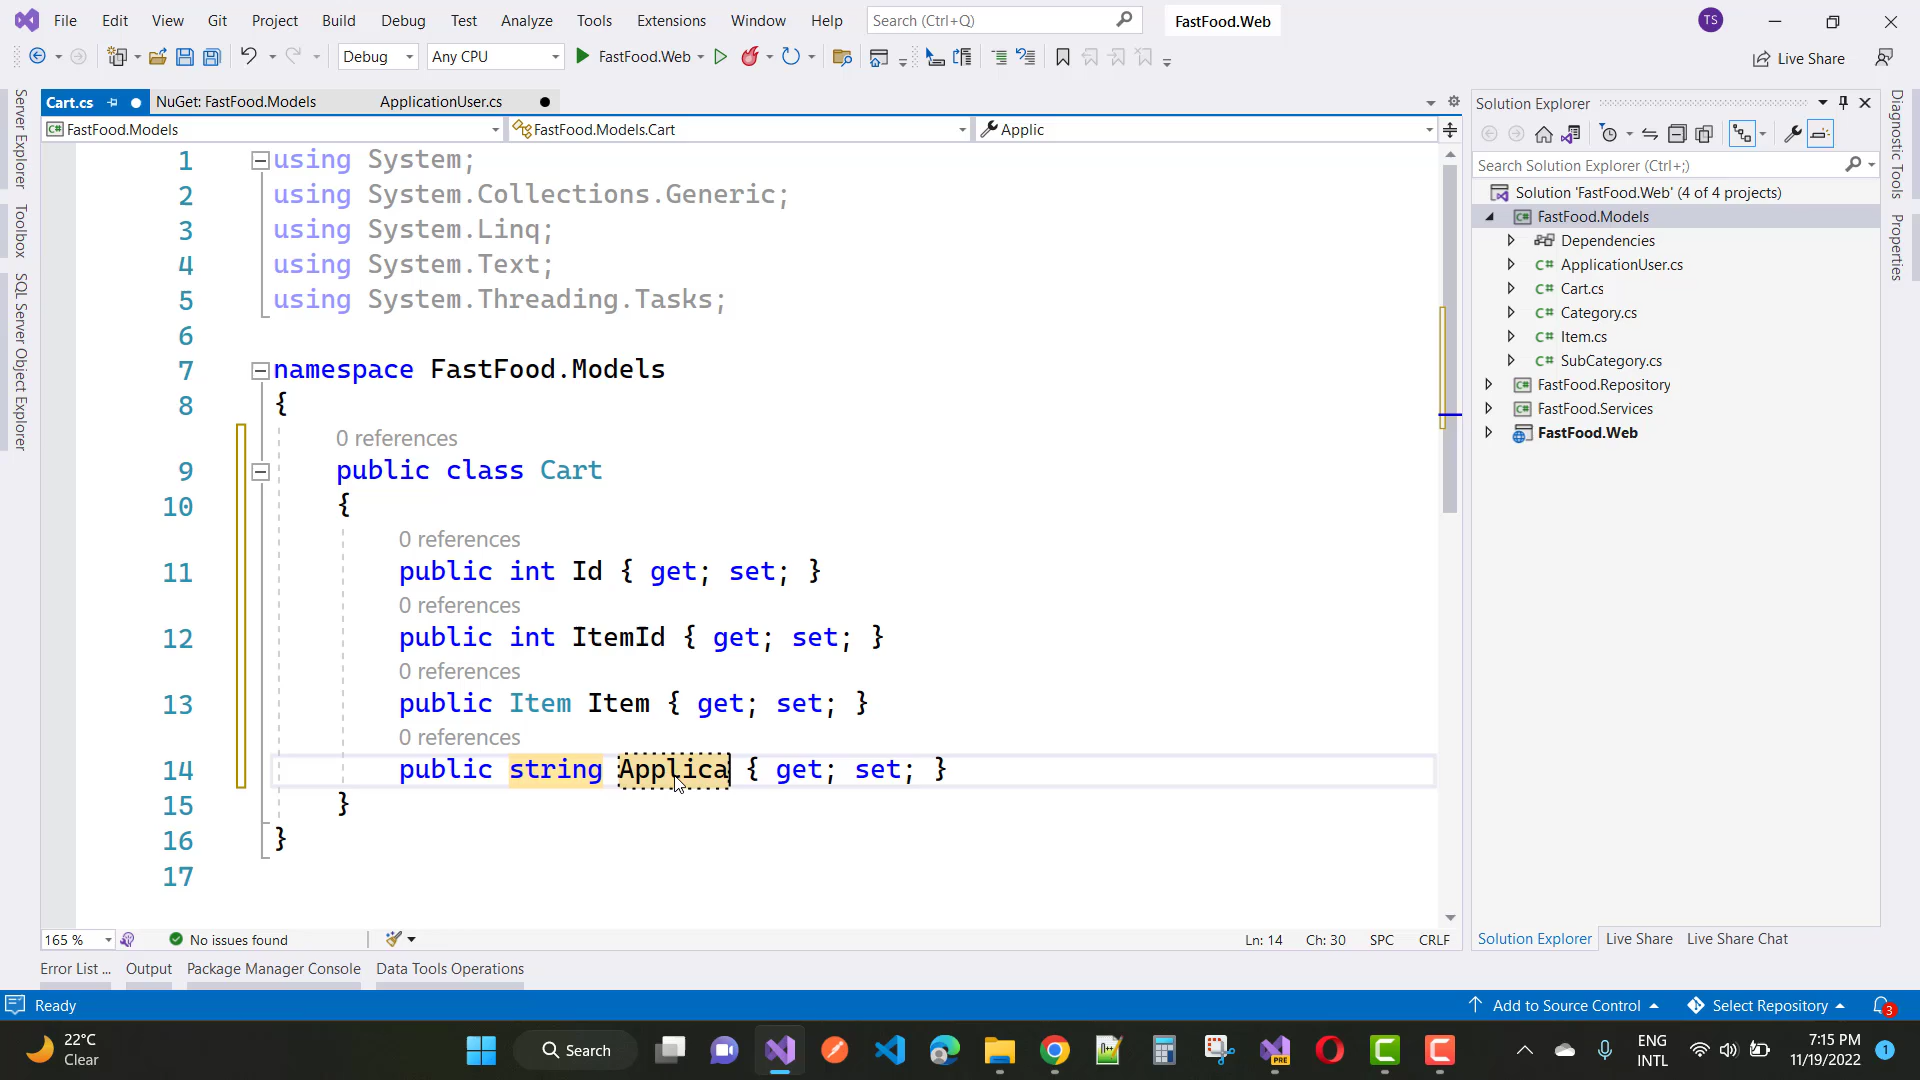 File Edit View Git Project Build Debug Test Analyze Tools Extensions Window Help Search (Ctrl+Q) FastFood.Web TS
Debug Any CPU FastFood.Web Live Share
Cart.cs NuGet: FastFood.Models ApplicationUser.cs
FastFood.Models FastFood.Models.Cart Applic
Server Explorer
Toolbox
SQL Server Object Explorer
1 using System;
2 using System.Collections.Generic;
3 using System.Linq;
4 using System.Text;
5 using System.Threading.Tasks;
6
7 namespace FastFood.Models
8 {
0 references
9 public class Cart
10 {
0 references
11 public int Id { get; set; }
0 references
12 public int ItemId { get; set; }
0 references
13 public Item Item { get; set; }
0 references
14 public string Applica { get; set; }
15 }
16 }
17
165 % No issues found Ln: 14 Ch: 30 SPC CRLF
Error List ... Output Package Manager Console Data Tools Operations
Solution Explorer
Search Solution Explorer (Ctrl+;)
Solution 'FastFood.Web' (4 of 4 projects)
C# FastFood.Models
Dependencies
C# ApplicationUser.cs
C# Cart.cs
C# Category.cs
C# Item.cs
C# SubCategory.cs
C# FastFood.Repository
C# FastFood.Services
FastFood.Web
Solution Explorer Live Share Live Share Chat
Diagnostic Tools
Properties
Ready Add to Source Control Select Repository 3
22°C
Clear
Search
PRE
ENG
INTL
7:15 PM
11/19/2022
1